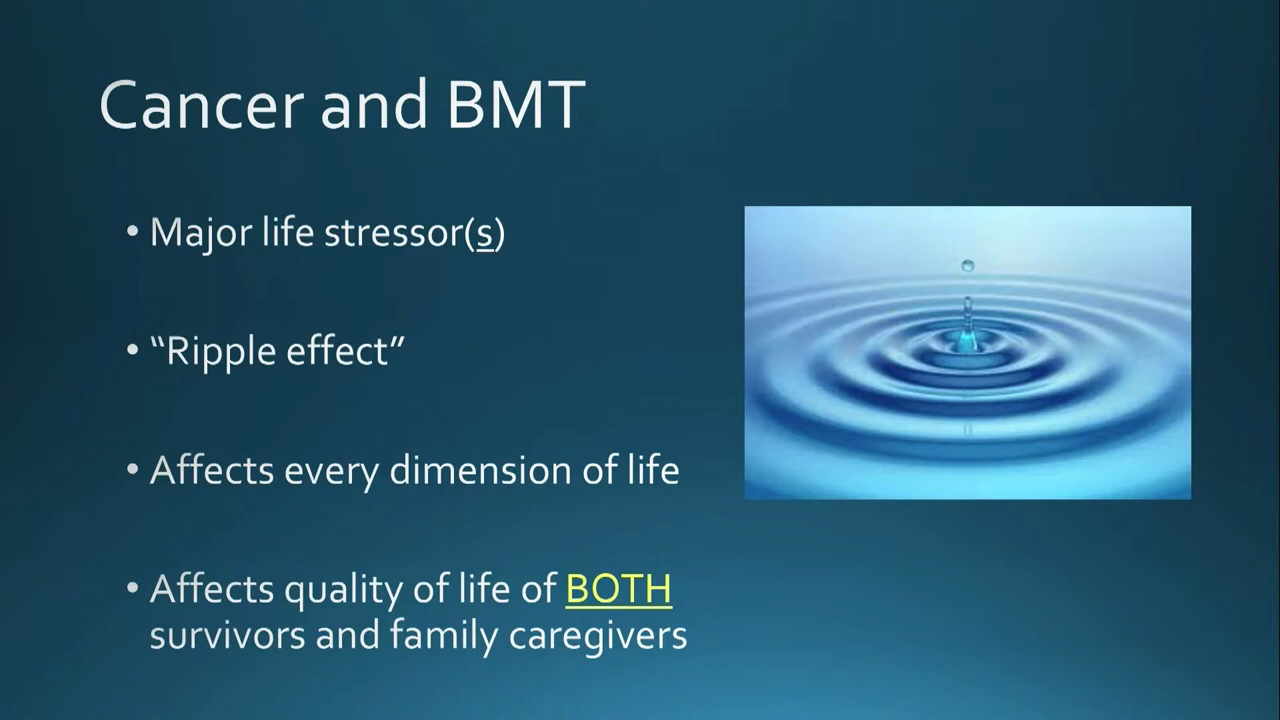 Cancer and BMT
• Major life stressor(s)
• “Ripple effect”
• Affects every dimension of life
• Affects quality of life of BOTH
survivors and family caregivers